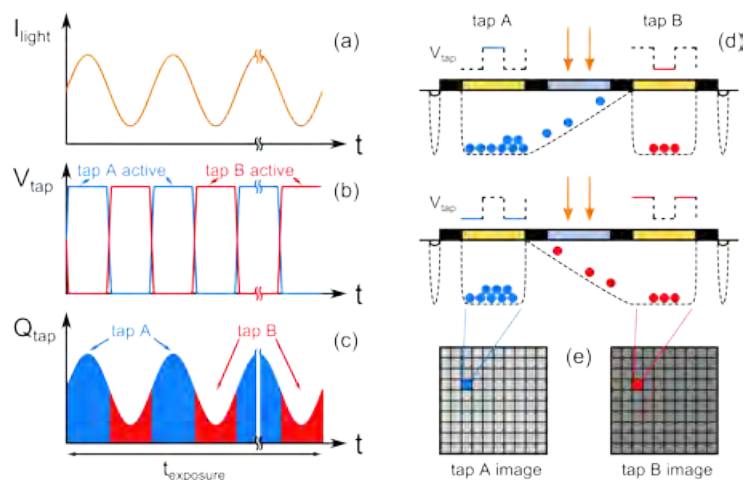 I_light
(a)
t
V_tap
tap A active
tap B active
(b)
t
Q_tap
tap A
tap B
(c)
t
t_exposure
tap A
tap B
(d)
V_tap
V_tap
(e)
tap A image
tap B image